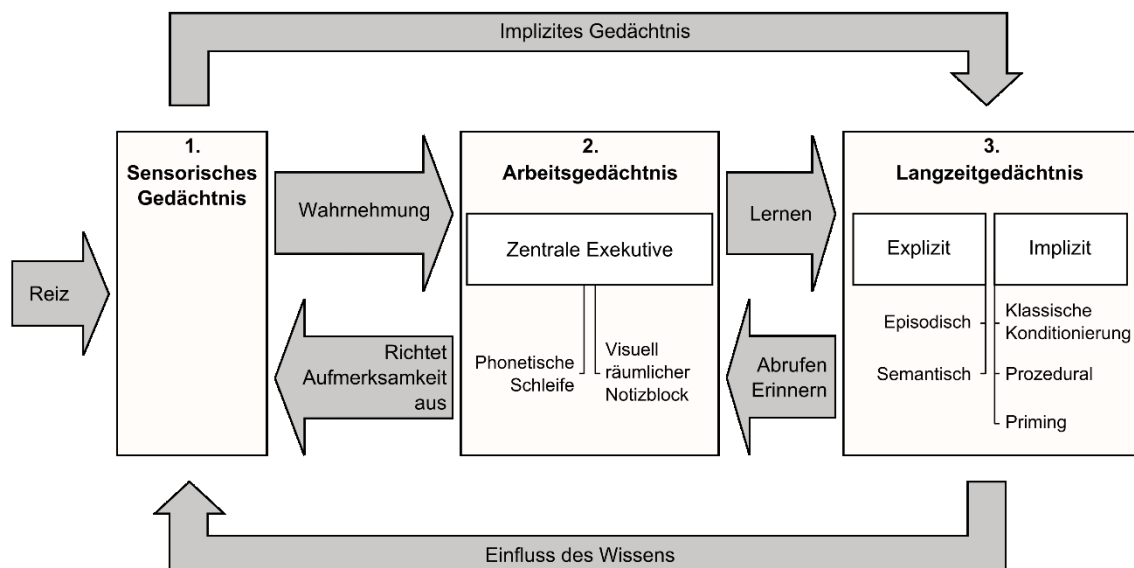 Implizites Gedächtnis
1.
Sensorisches
Gedächtnis
Reiz
Wahrnehmung
Richtet
Aufmerksamkeit
aus
2.
Arbeitsgedächtnis
Zentrale Exekutive
Phonetische
Schleife
Visuell
räumlicher
Notizblock
Lernen
Abrufen
Erinnern
3.
Langzeitgedächtnis
Explizit
Episodisch
Semantisch
Implizit
Klassische
Konditionierung
Prozedural
Priming
Einfluss des Wissens